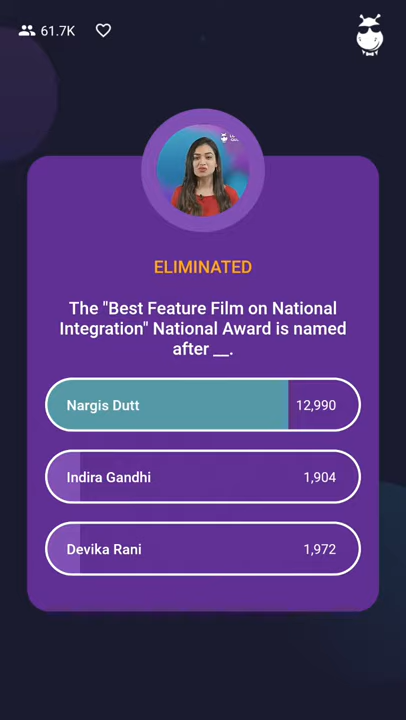 61.7K
ELIMINATED
The "Best Feature Film on National
Integration" National Award is named
after __.
Nargis Dutt 12,990
Indira Gandhi 1,904
Devika Rani 1,972